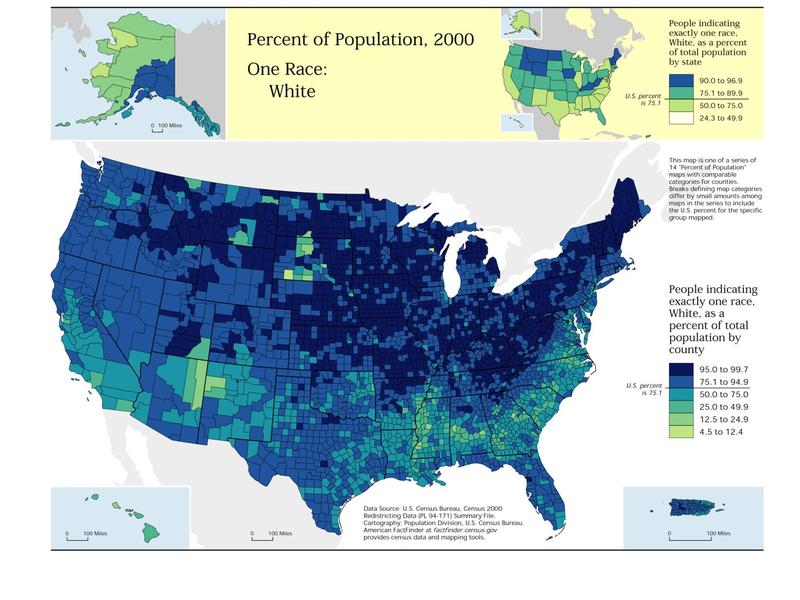 Percent of Population, 2000
One Race:
White
People indicating
exactly one race,
White, as a percent
of total population
by state
90.0 to 96.9
75.1 to 89.9
U.S. percent
is 75.1
50.0 to 75.0
24.3 to 49.9
0 100 Miles
This map is one of a series of
14 "Percent of Population"
maps with comparable
categories for counties.
Breaks defining map categories
differ by small amounts among
maps in the series to include
the U.S. percent for the specific
group mapped.
People indicating
exactly one race,
White, as a
percent of total
population by
county
95.0 to 99.7
75.1 to 94.9
U.S. percent
is 75.1
50.0 to 75.0
25.0 to 49.9
12.5 to 24.9
4.5 to 12.4
0 100 Miles
0 100 Miles
Data Source: U.S. Census Bureau, Census 2000
Redistricting Data (PL 94-171) Summary File.
Cartography: Population Division, U.S. Census Bureau.
American FactFinder at factfinder.census.gov
provides census data and mapping tools.
0 100 Miles